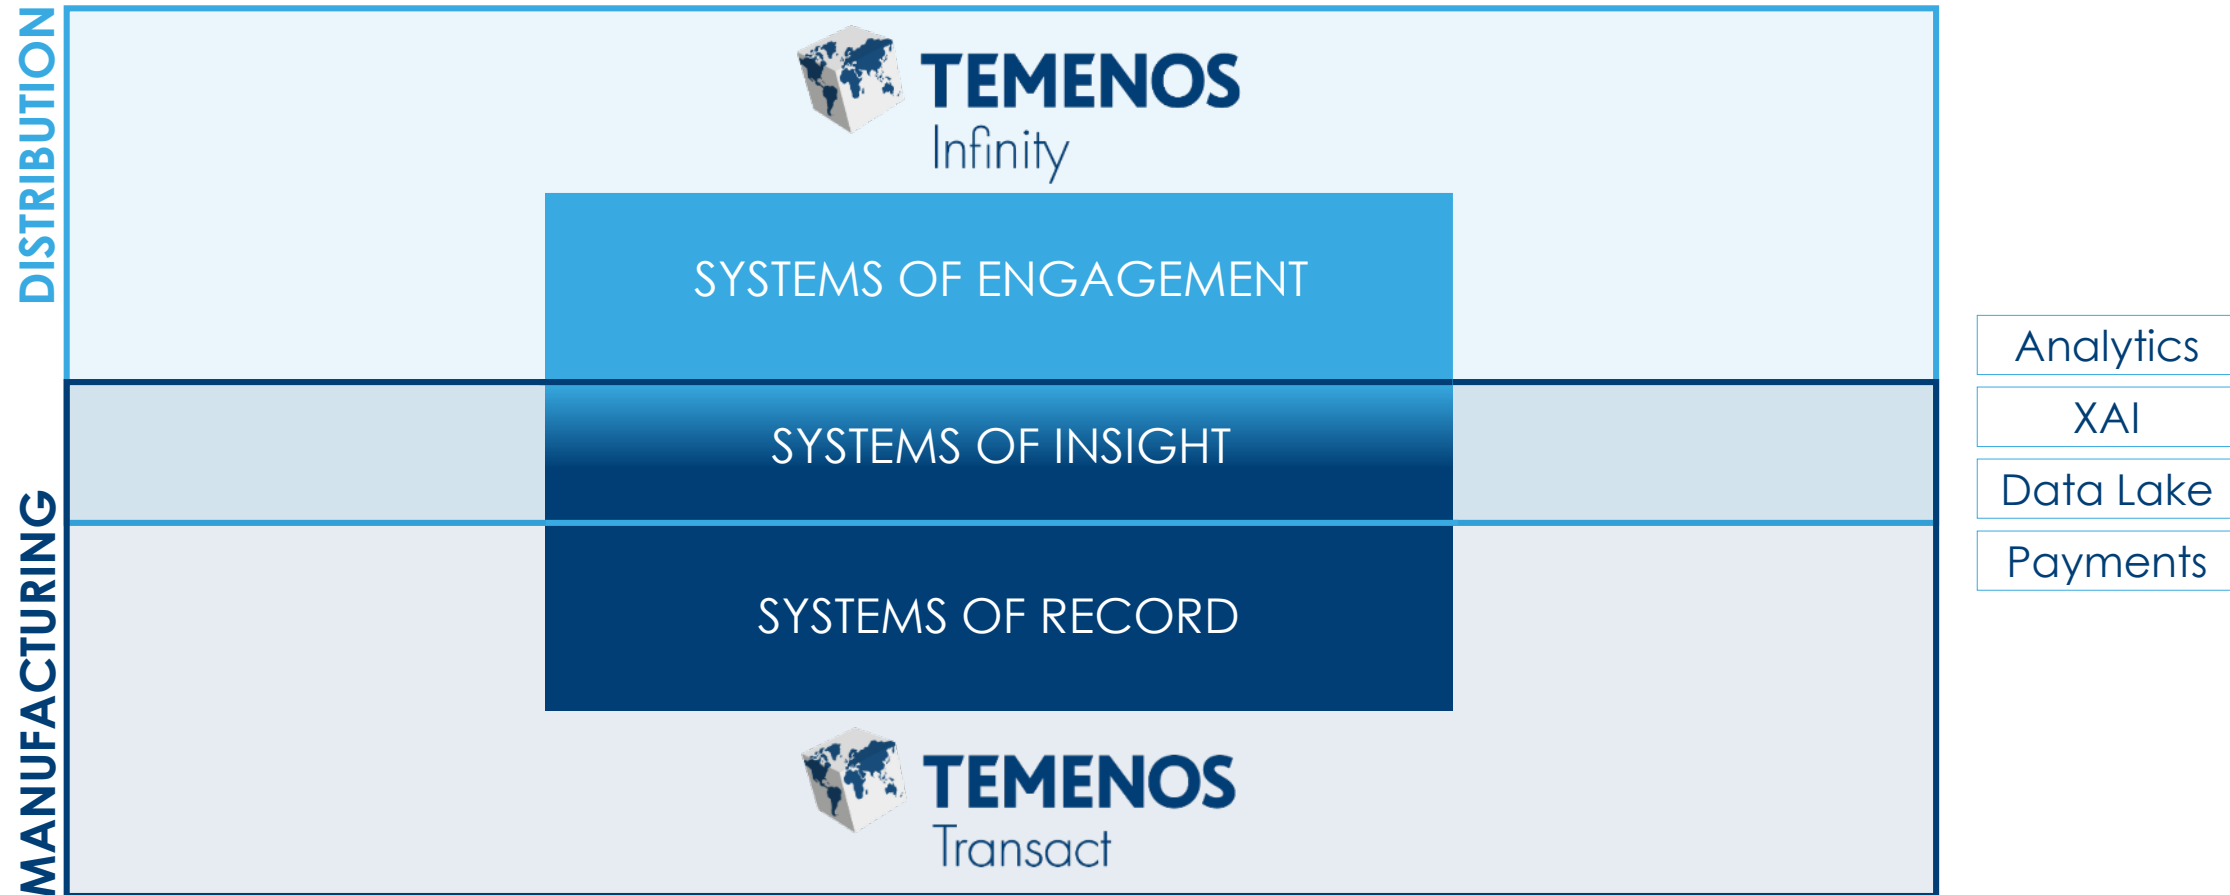 DISTRIBUTION
TEMENOS
Infinity
SYSTEMS OF ENGAGEMENT
SYSTEMS OF INSIGHT
SYSTEMS OF RECORD
MANUFACTURING
TEMENOS
Transact
Analytics
XAI
Data Lake
Payments